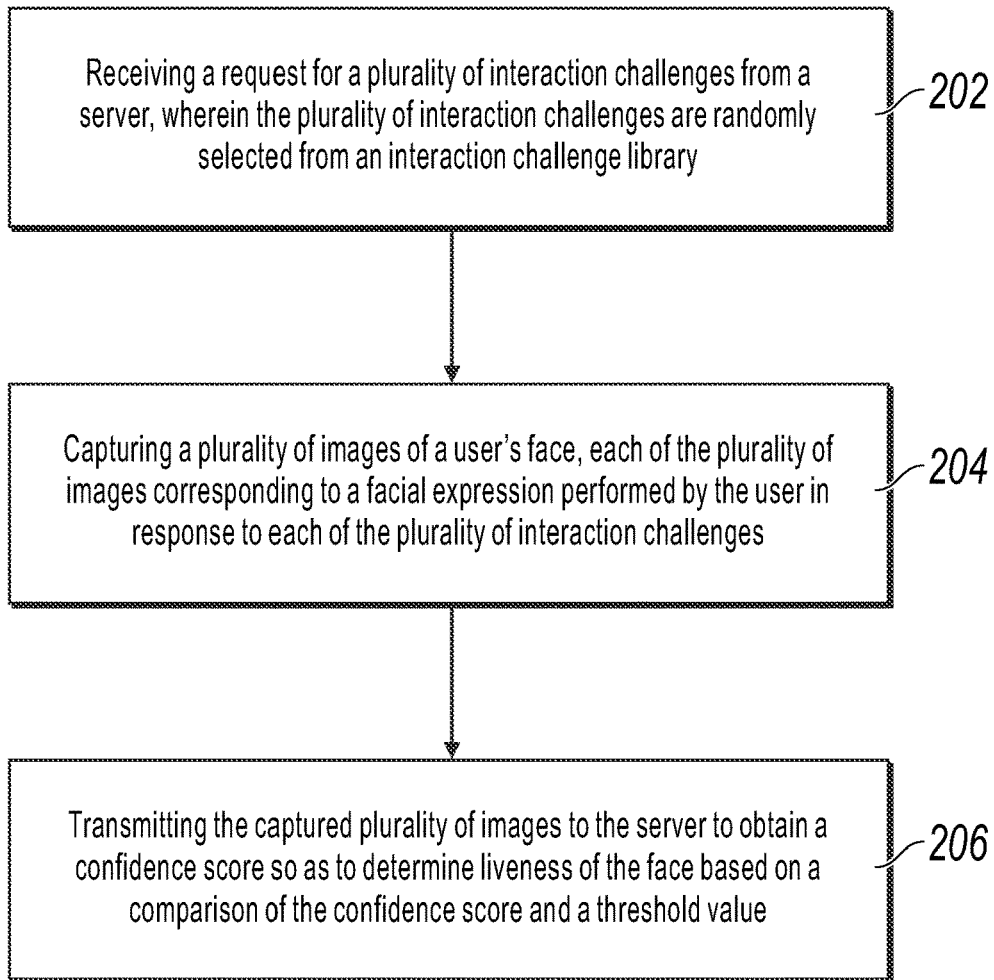 Receiving a request for a plurality of interaction challenges from a
server, wherein the plurality of interaction challenges are randomly
selected from an interaction challenge library
202
Capturing a plurality of images of a user's face, each of the plurality of
images corresponding to a facial expression performed by the user in
response to each of the plurality of interaction challenges
204
Transmitting the captured plurality of images to the server to obtain a
confidence score so as to determine liveness of the face based on a
comparison of the confidence score and a threshold value
206